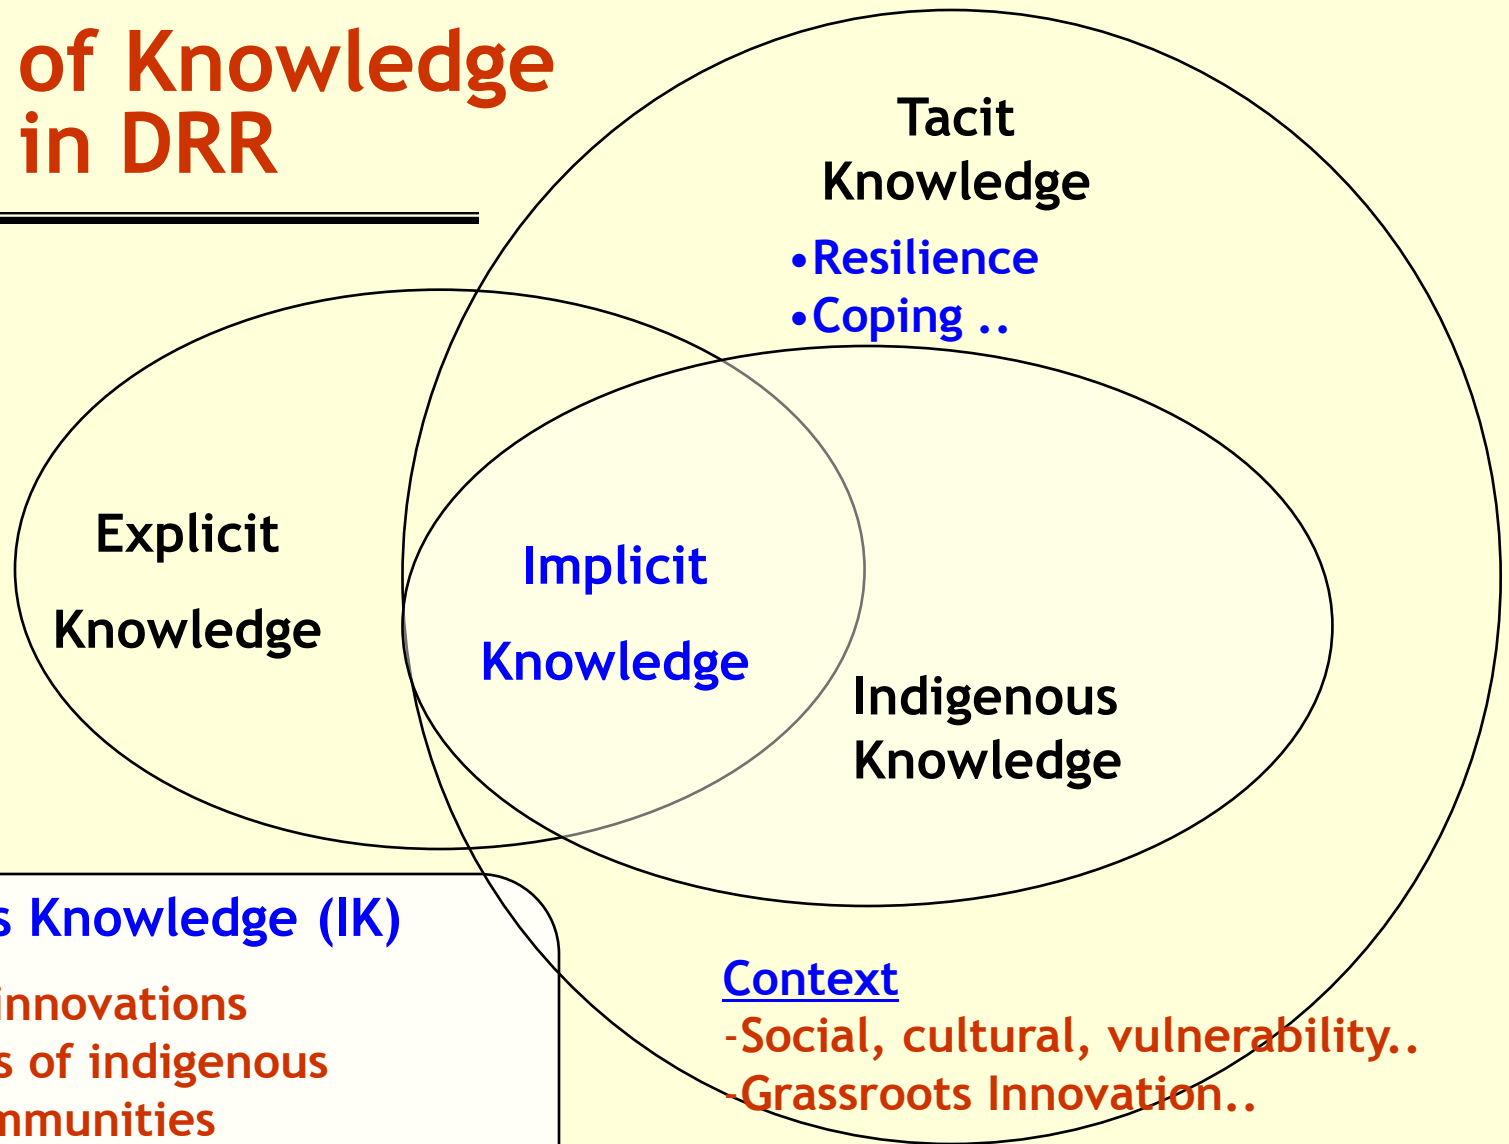 of Knowledge
in DRR
Tacit
Knowledge
•Resilience
•Coping ..
Explicit
Knowledge
Implicit
Knowledge
Indigenous
Knowledge
s Knowledge (IK)
innovations
s of indigenous
mmunities
Context
-Social, cultural, vulnerability..
-Grassroots Innovation..